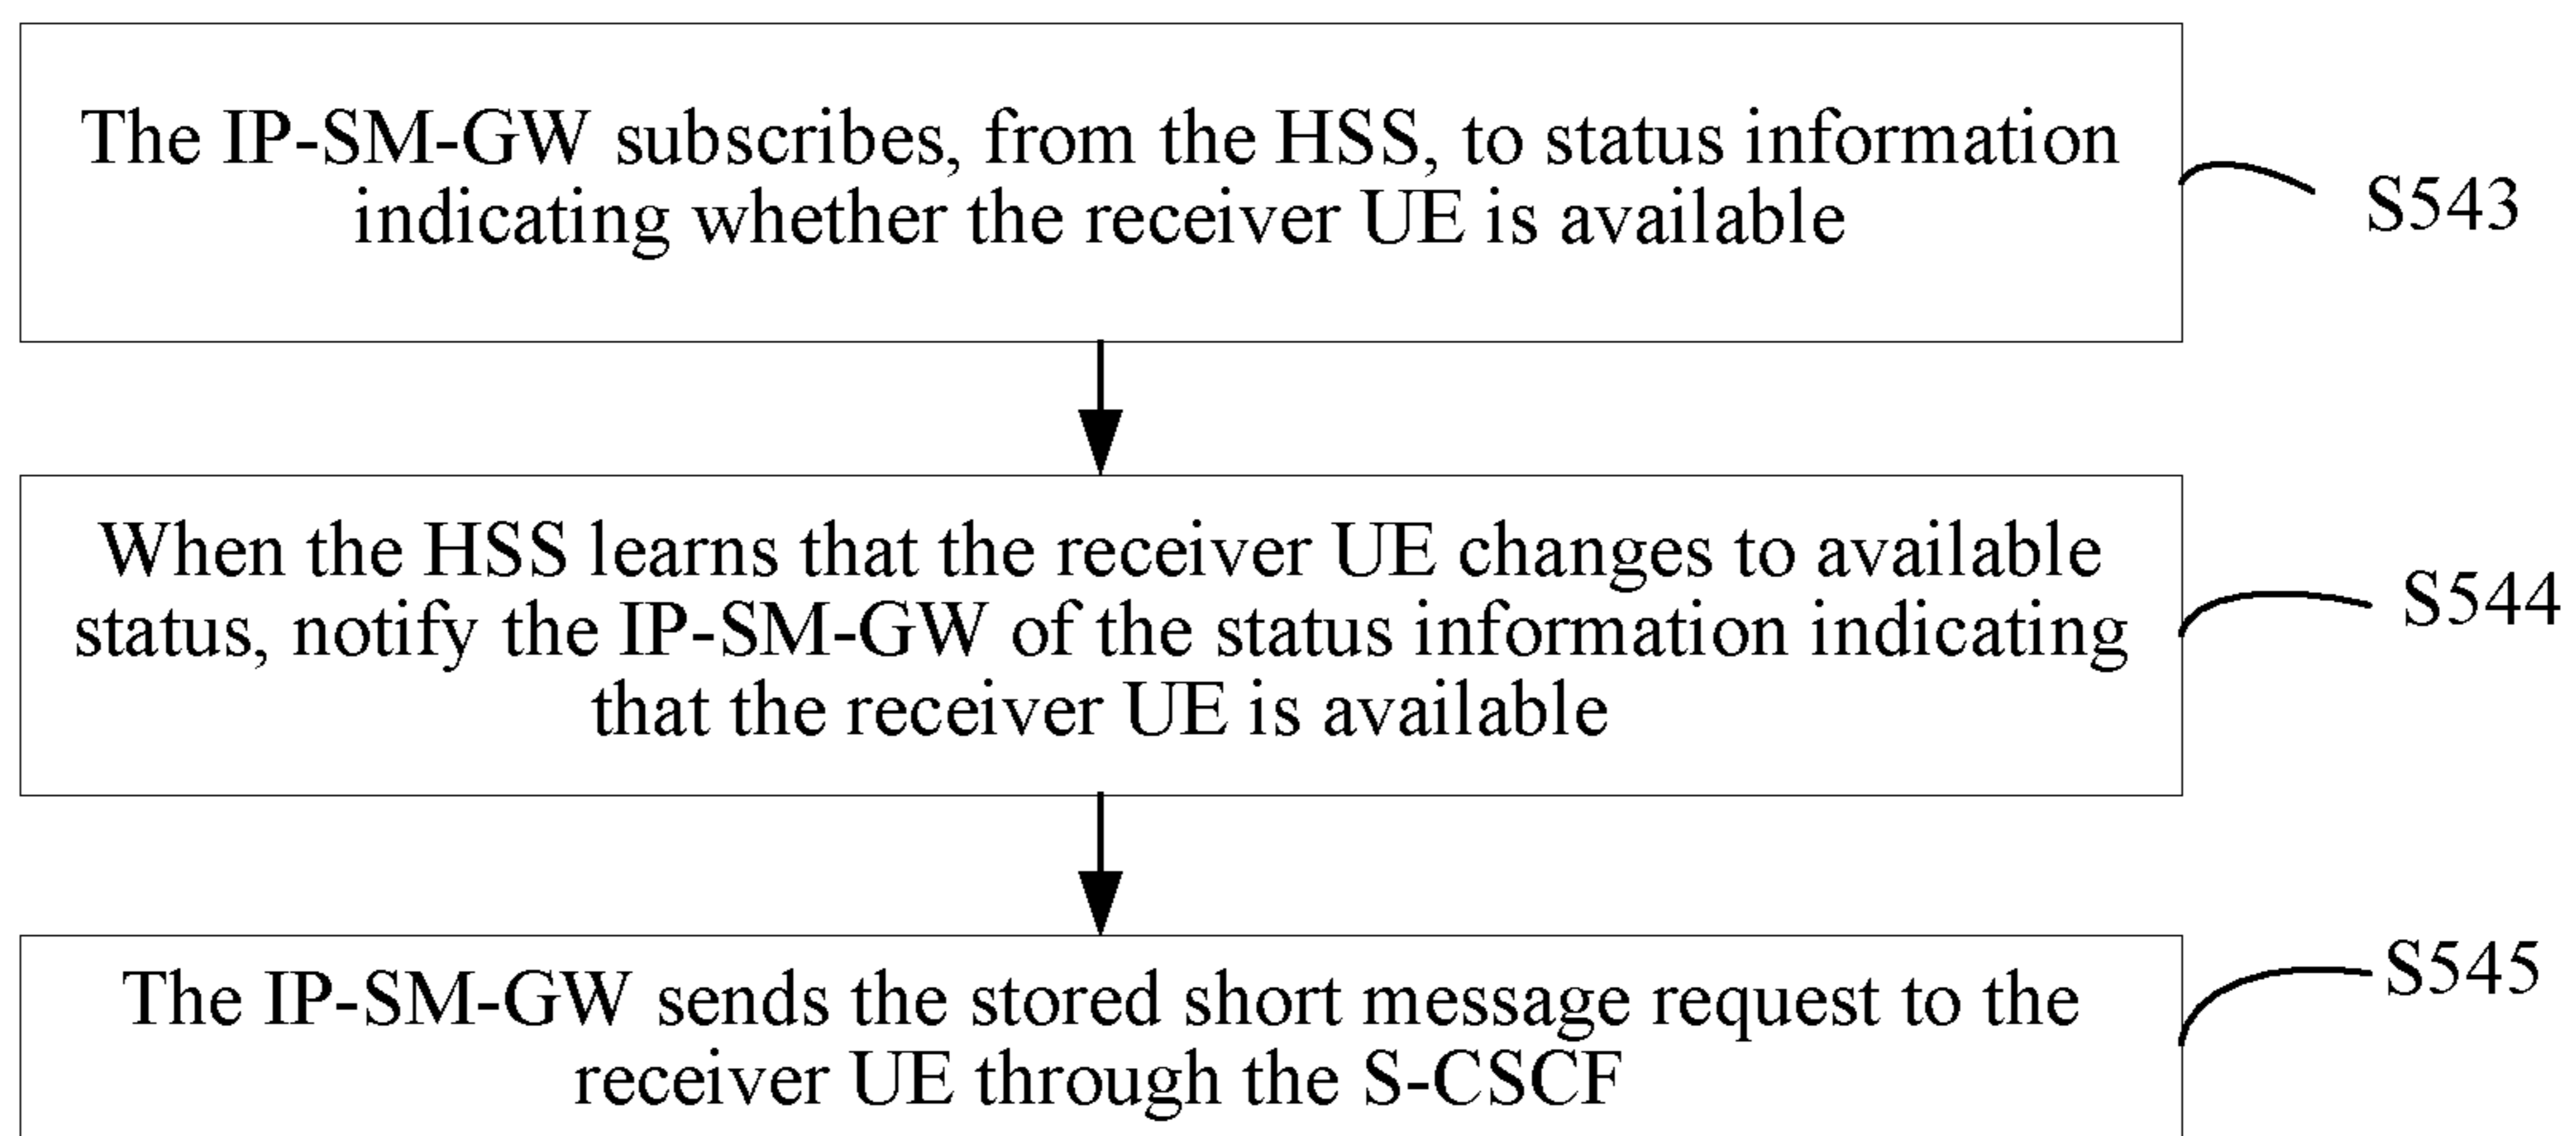 The IP-SM-GW subscribes, from the HSS, to status information
indicating whether the receiver UE is available
S543
When the HSS learns that the receiver UE changes to available
status, notify the IP-SM-GW of the status information indicating
that the receiver UE is available
S544
The IP-SM-GW sends the stored short message request to the
receiver UE through the S-CSCF
S545